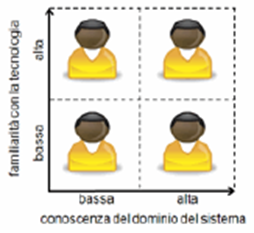 familiarità con la tecnologia
alta
bassa
bassa alta
conoscenza del dominio del sistema